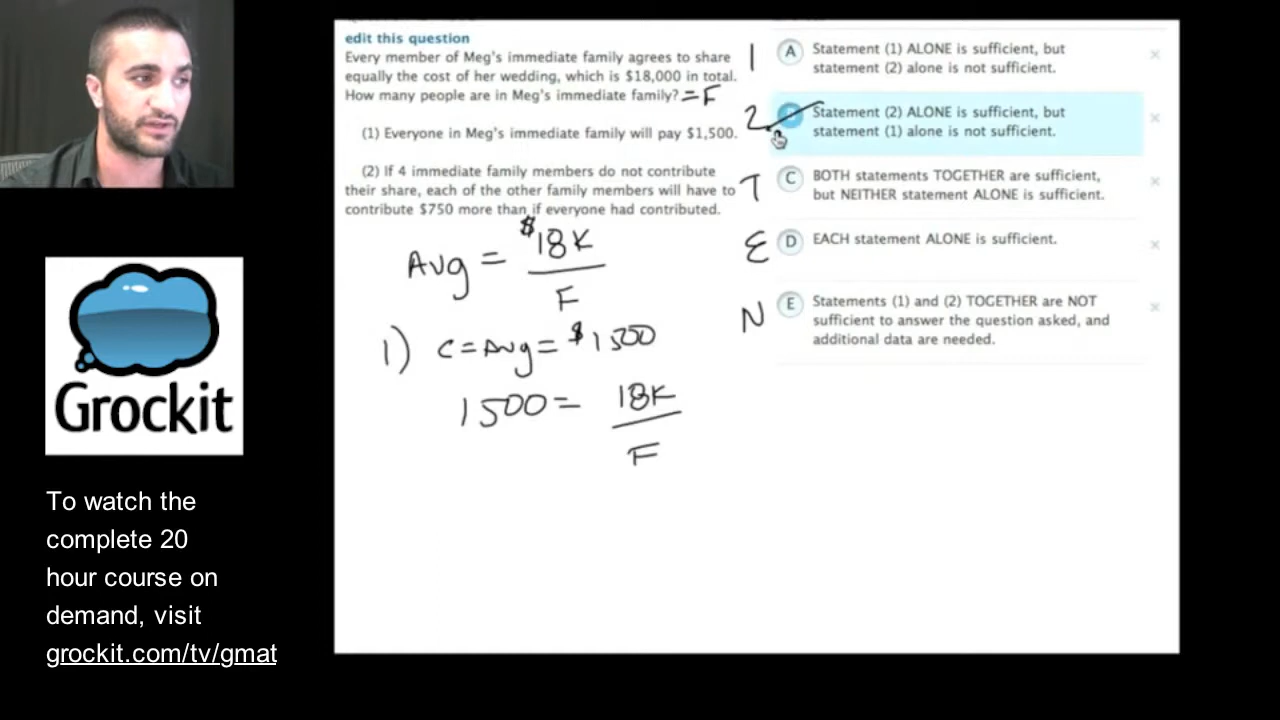 edit this question
Every member of Meg's immediate family agrees to share
equally the cost of her wedding, which is $18,000 in total.
How many people are in Meg's immediate family? = F
(1) Everyone in Meg's immediate family will pay $1,500.
(2) If 4 immediate family members do not contribute
their share, each of the other family members will have to
contribute $750 more than if everyone had contributed.
Avg = $18K
F
1) C = Avg = $1500
1500 = 18K
F
1 A Statement (1) ALONE is sufficient, but
statement (2) alone is not sufficient.
2 Statement (2) ALONE is sufficient, but
statement (1) alone is not sufficient.
T C BOTH statements TOGETHER are sufficient,
but NEITHER statement ALONE is sufficient.
E D EACH statement ALONE is sufficient.
N E Statements (1) and (2) TOGETHER are NOT
sufficient to answer the question asked, and
additional data are needed.
Grockit
To watch the
complete 20
hour course on
demand, visit
grockit.com/tv/gmat